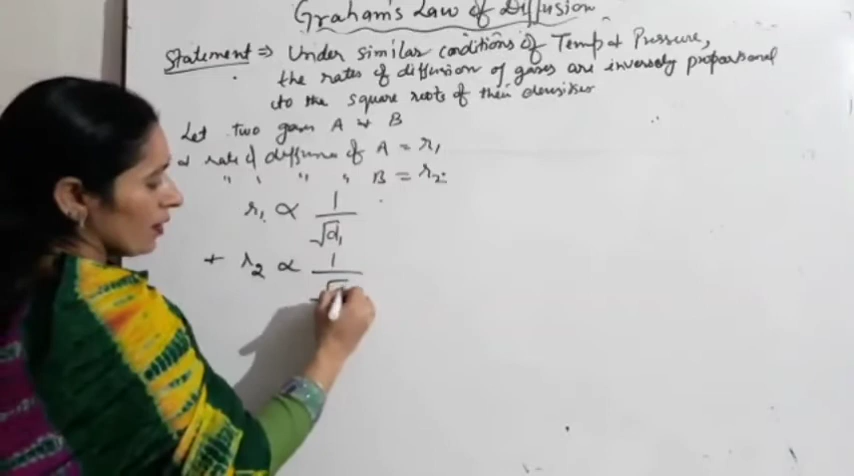 Graham's Law of Diffusion
Statement ⇒ Under similar conditions of Temp & Pressure,
the rates of diffusion of gases are inversely proportional
to the square roots of their densities
Let two gases A & B
& rate of diffusion of A = r₁
" " " " B = r₂
r₁ ∝ 1/√d₁
+ r₂ ∝ 1/√